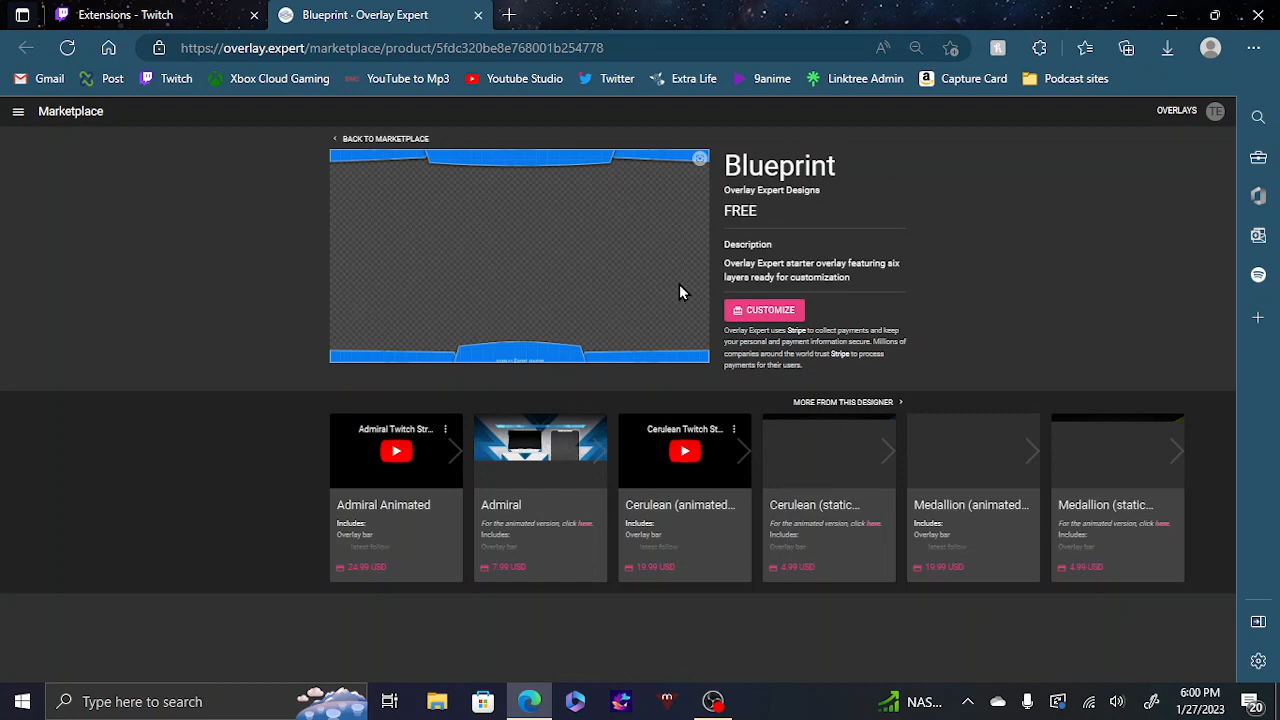 Extensions - Twitch
Blueprint - Overlay Expert
https://overlay.expert/marketplace/product/5fdc320be8e768001b254778
Gmail
Post
Twitch
Xbox Cloud Gaming
YouTube to Mp3
Youtube Studio
Twitter
Extra Life
9anime
Linktree Admin
Capture Card
Podcast sites
Marketplace
OVERLAYS TE
BACK TO MARKETPLACE
Blueprint
Overlay Expert Designs
FREE
Description
Overlay Expert starter overlay featuring six
layers ready for customization
CUSTOMIZE
Overlay Expert uses Stripe to collect payments and keep
your personal and payment information secure. Millions of
companies around the world trust Stripe to process
payments for their users.
MORE FROM THIS DESIGNER
Admiral Twitch Str...
Admiral Animated
Includes:
Overlay bar
latest follow
24.99 USD
Admiral
For the animated version, click here.
Includes:
Overlay bar
7.99 USD
Cerulean Twitch St...
Cerulean (animated...
Includes:
Overlay bar
latest follow
19.99 USD
Cerulean (static...
For the animated version, click here.
Includes:
Overlay bar
4.99 USD
Medallion (animated...
Includes:
Overlay bar
latest follow
19.99 USD
Medallion (static...
For the animated version, click here.
Includes:
Overlay bar
4.99 USD
Type here to search
NAS...
6:00 PM
1/27/2023
20